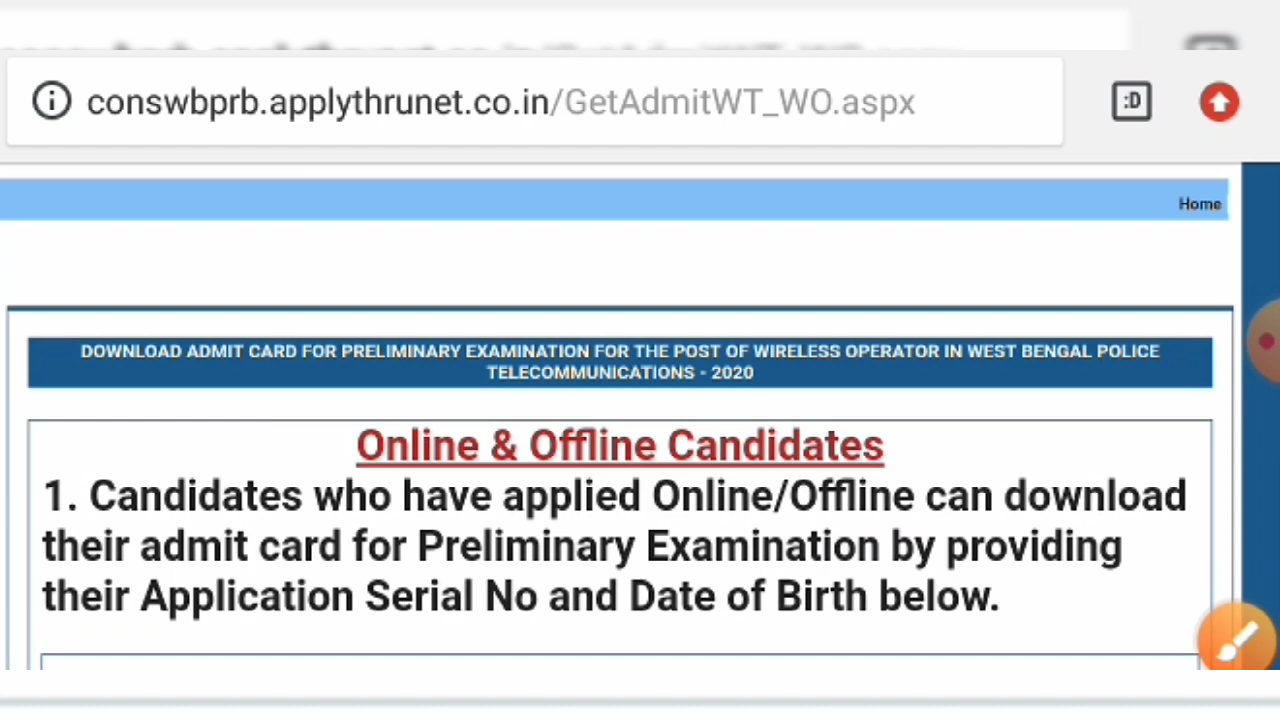 conswbprb.applythrunet.co.in/GetAdmitWT_WO.aspx
:D
Home
DOWNLOAD ADMIT CARD FOR PRELIMINARY EXAMINATION FOR THE POST OF WIRELESS OPERATOR IN WEST BENGAL POLICE
TELECOMMUNICATIONS - 2020
Online & Offline Candidates
1. Candidates who have applied Online/Offline can download
their admit card for Preliminary Examination by providing
their Application Serial No and Date of Birth below.